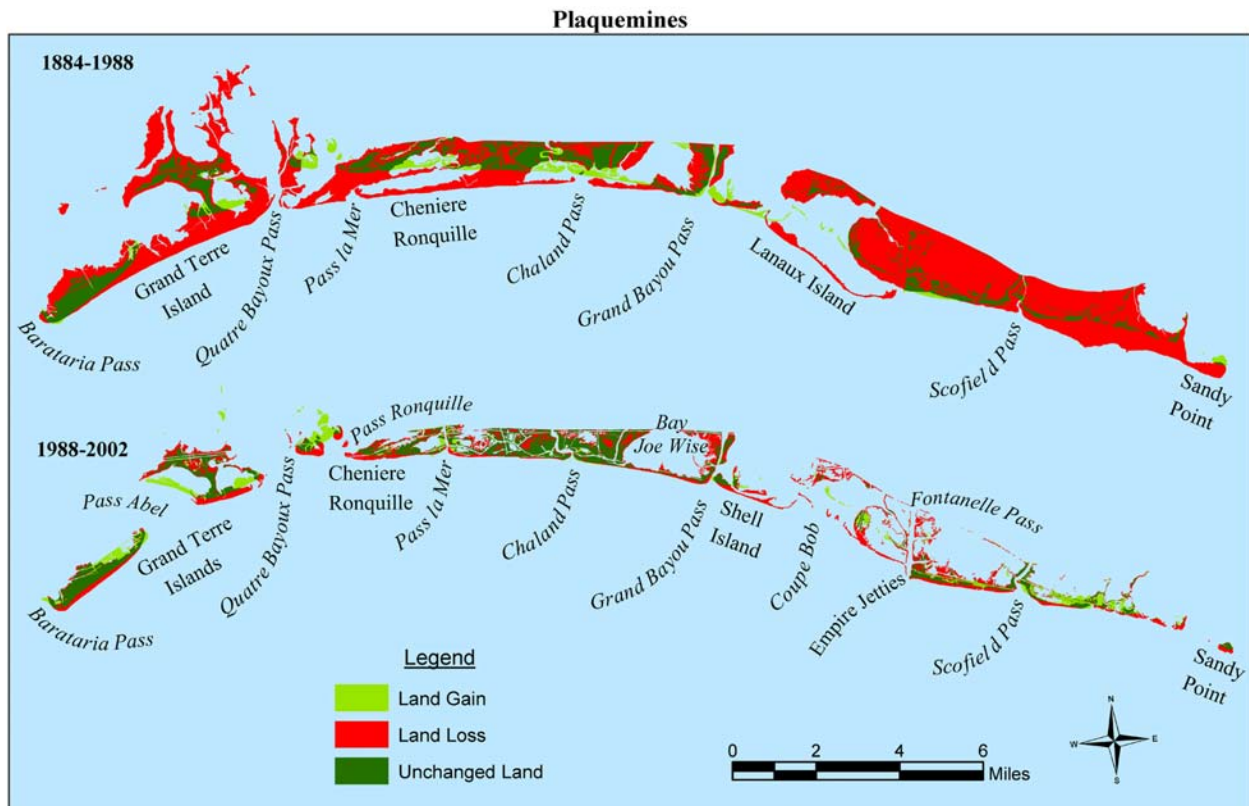 Plaquemines
1884-1988
Barataria Pass
Grand Terre
Island
Quatre Bayoux Pass
Pass la Mer
Cheniere
Ronquille
Chaland Pass
Grand Bayou Pass
Lanaux Island
Scofield Pass
Sandy
Point
1988-2002
Pass Abel
Barataria Pass
Grand Terre
Islands
Quatre Bayoux Pass
Pass Ronquille
Cheniere
Ronquille
Pass la Mer
Chaland Pass
Bay
Joe Wise
Grand Bayou Pass
Shell
Island
Coupe Bob
Fontanelle Pass
Empire Jetties
Scofield Pass
Sandy
Point
Legend
Land Gain
Land Loss
Unchanged Land
0 2 4 6
Miles
N
W E
S